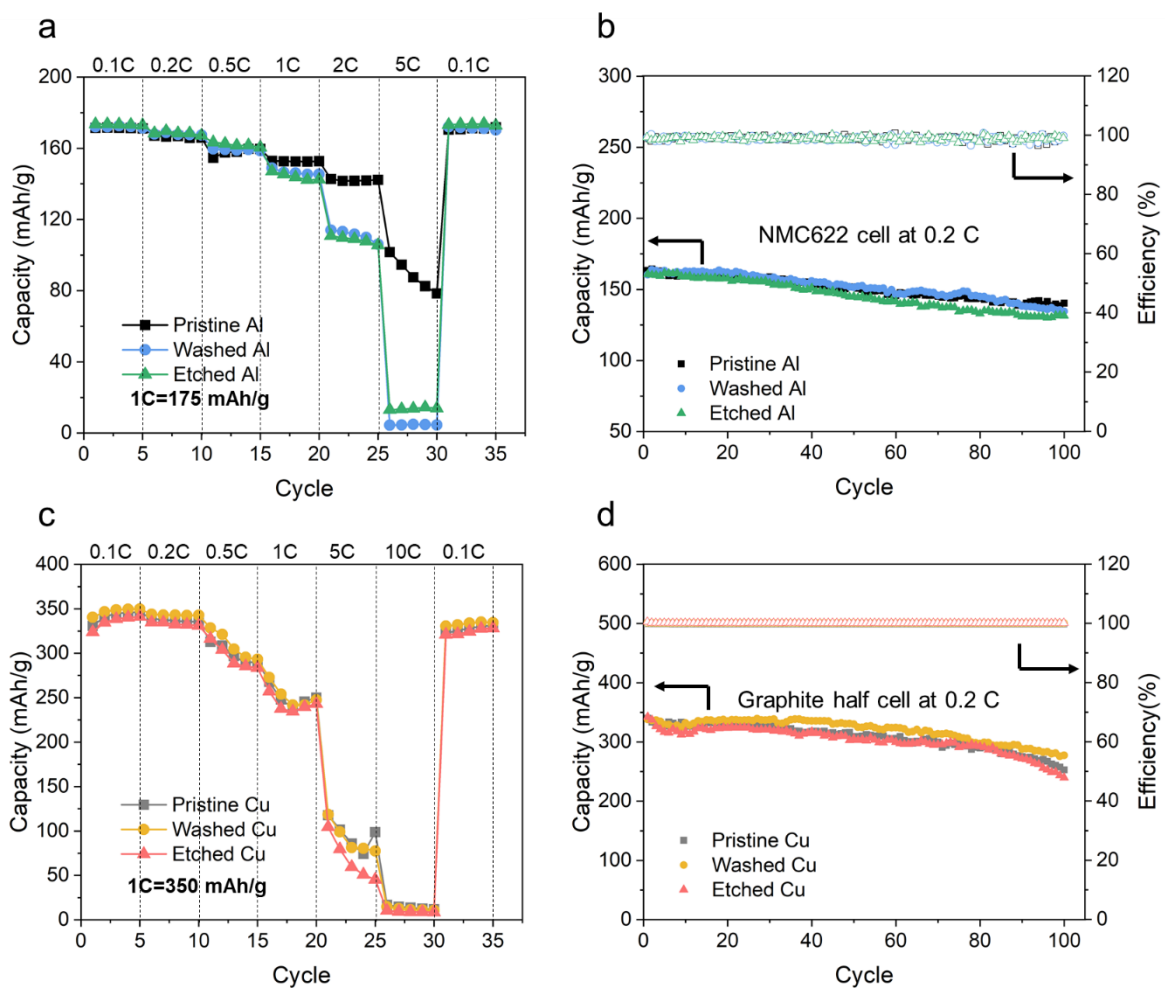 a
0.1C 0.2C 0.5C 1C 2C 5C 0.1C
200
160
120
80
40
0
Capacity (mAh/g)
Pristine Al
Washed Al
Etched Al
1C=175 mAh/g
0 5 10 15 20 25 30 35
Cycle
b
300
250
200
150
100
50
Capacity (mAh/g)
120
100
80
60
40
20
0
Efficiency (%)
NMC622 cell at 0.2 C
Pristine Al
Washed Al
Etched Al
0 20 40 60 80 100
Cycle
c
0.1C 0.2C 0.5C 1C 5C 10C 0.1C
400
350
300
250
200
150
100
50
0
Capacity (mAh/g)
Pristine Cu
Washed Cu
Etched Cu
1C=350 mAh/g
0 5 10 15 20 25 30 35
Cycle
d
600
500
400
300
200
100
0
Capacity (mAh/g)
120
100
80
60
40
20
0
Efficiency(%)
Graphite half cell at 0.2 C
Pristine Cu
Washed Cu
Etched Cu
0 20 40 60 80 100
Cycle